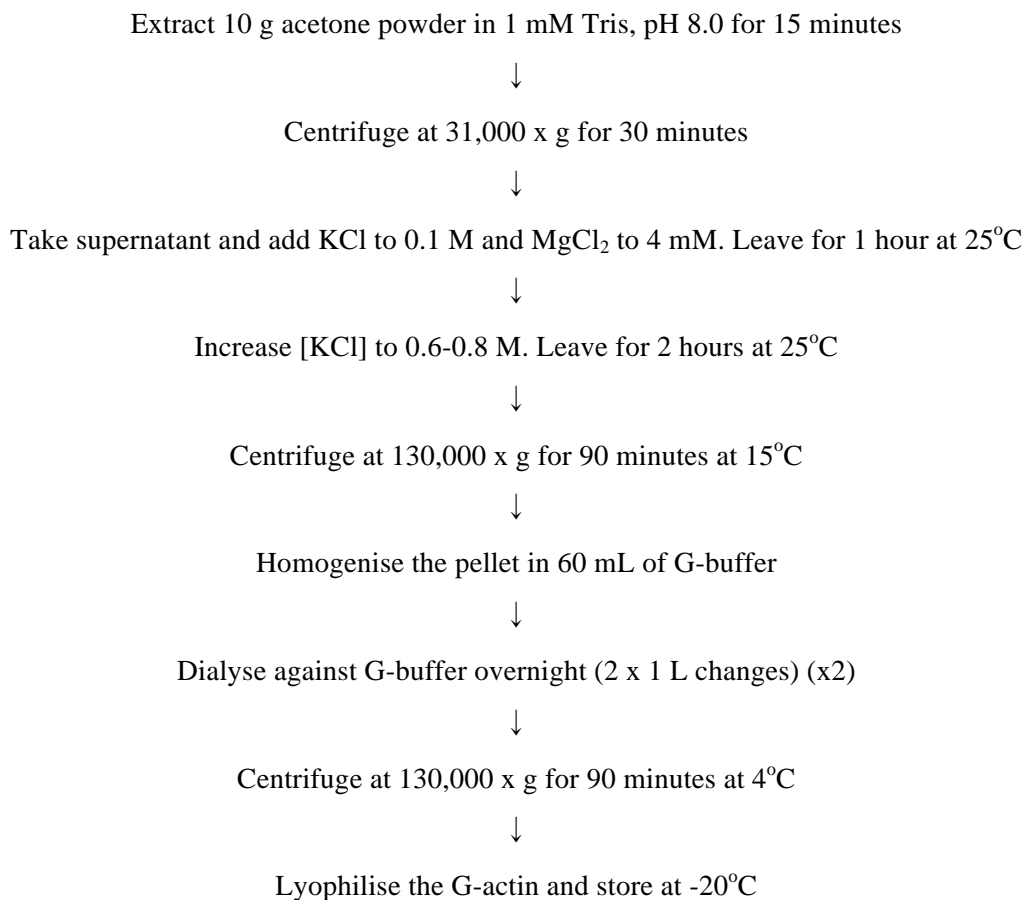 Extract 10 g acetone powder in 1 mM Tris, pH 8.0 for 15 minutes
↓
Centrifuge at 31,000 x g for 30 minutes
↓
Take supernatant and add KCl to 0.1 M and MgCl₂ to 4 mM. Leave for 1 hour at 25°C
↓
Increase [KCl] to 0.6-0.8 M. Leave for 2 hours at 25°C
↓
Centrifuge at 130,000 x g for 90 minutes at 15°C
↓
Homogenise the pellet in 60 mL of G-buffer
↓
Dialyse against G-buffer overnight (2 x 1 L changes) (x2)
↓
Centrifuge at 130,000 x g for 90 minutes at 4°C
↓
Lyophilise the G-actin and store at -20°C